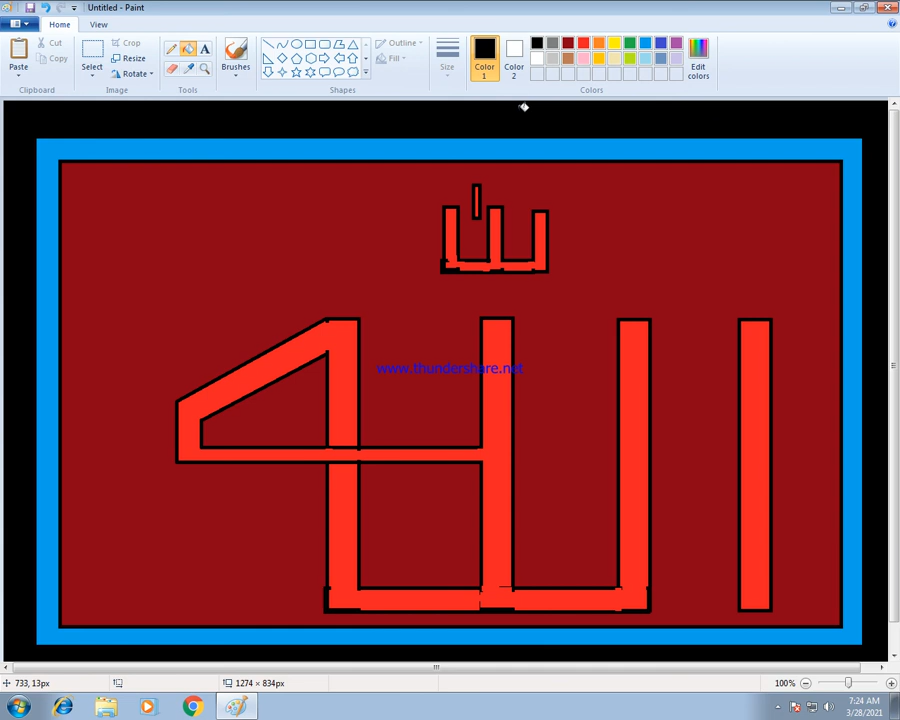 Untitled - Paint
Home
View
Paste
Cut
Copy
Clipboard
Select
Crop
Resize
Rotate
Image
A
Tools
Brushes
Outline
Fill
Shapes
Size
Color 1
Color 2
Edit colors
Colors
الله
www.thundershare.net
733, 13px
1274 × 834px
100%
7:24 AM
3/28/2021